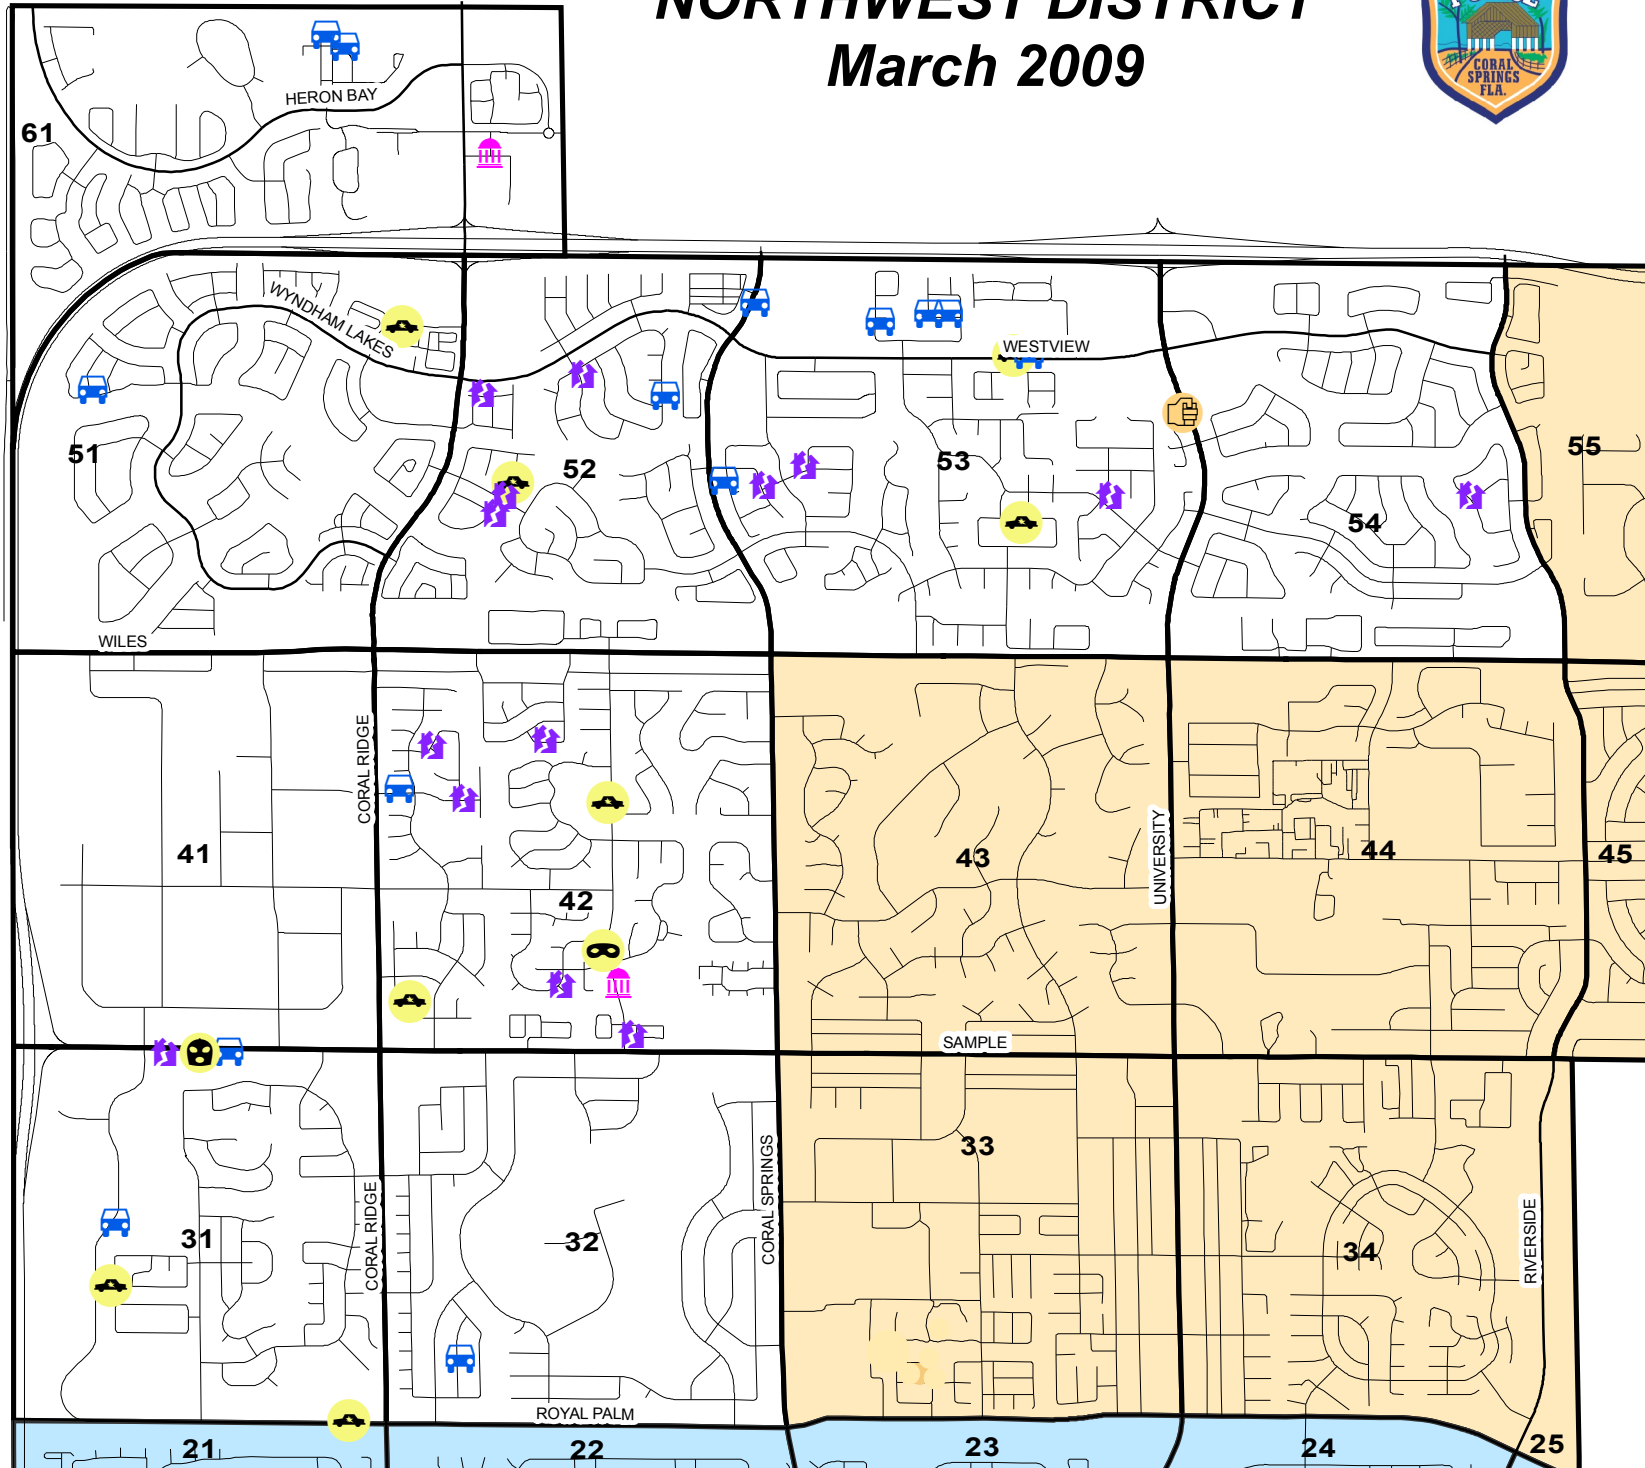 NORTHWEST DISTRICT
March 2009
CORAL
SPRINGS
FLA.
HERON BAY
61
WYNDHAM LAKES
WESTVIEW
51
52
53
54
55
WILES
CORAL RIDGE
UNIVERSITY
41
42
43
44
45
SAMPLE
31
CORAL RIDGE
32
CORAL SPRINGS
33
34
RIVERSIDE
ROYAL PALM
21
22
23
24
25